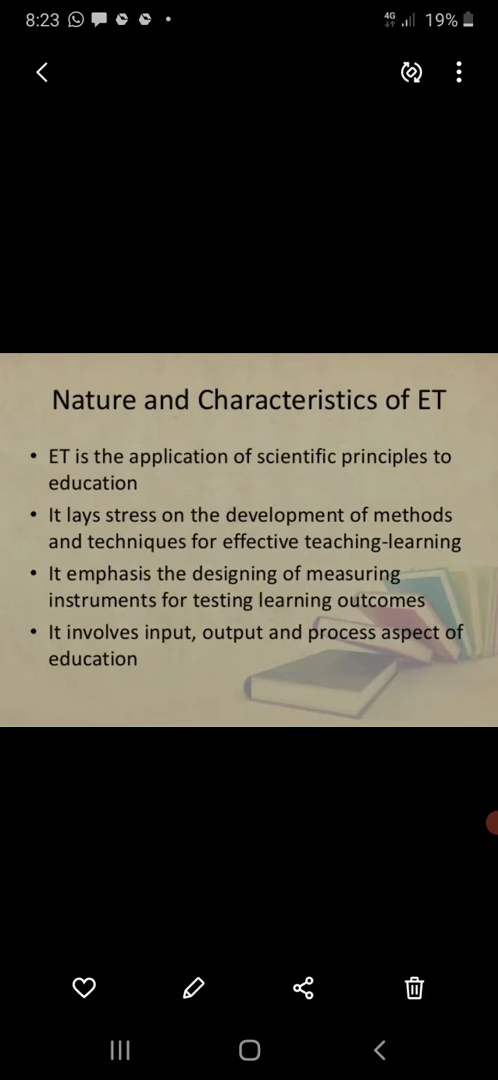 8:23
4G
19%
Nature and Characteristics of ET
• ET is the application of scientific principles to
education
• It lays stress on the development of methods
and techniques for effective teaching-learning
• It emphasis the designing of measuring
instruments for testing learning outcomes
• It involves input, output and process aspect of
education